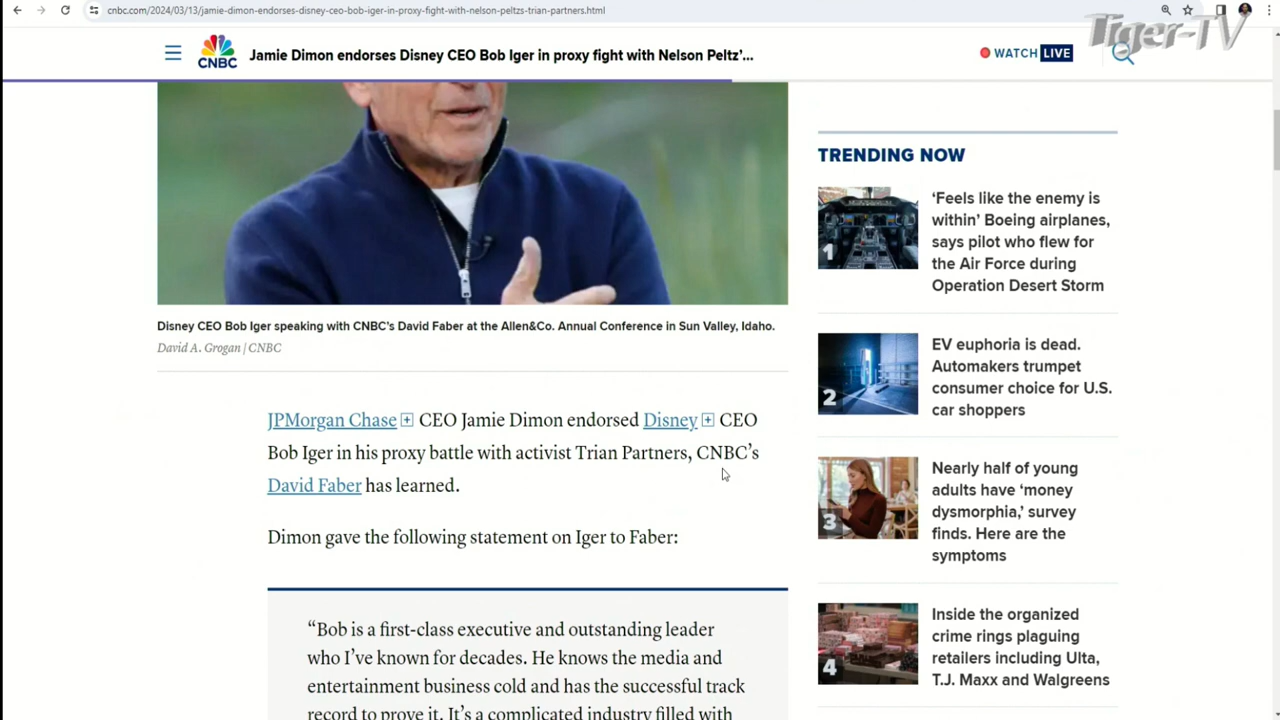 cnbc.com/2024/03/13/jamie-dimon-endorses-disney-ceo-bob-iger-in-proxy-fight-with-nelson-peltzs-trian-partners.html
Tiger-TV
CNBC
Jamie Dimon endorses Disney CEO Bob Iger in proxy fight with Nelson Peltz’...
WATCH LIVE
Disney CEO Bob Iger speaking with CNBC’s David Faber at the Allen&Co. Annual Conference in Sun Valley, Idaho.
David A. Grogan | CNBC
JPMorgan Chase + CEO Jamie Dimon endorsed Disney + CEO
Bob Iger in his proxy battle with activist Trian Partners, CNBC’s
David Faber has learned.
Dimon gave the following statement on Iger to Faber:
“Bob is a first-class executive and outstanding leader
who I’ve known for decades. He knows the media and
entertainment business cold and has the successful track
record to prove it. It’s a complicated industry filled with
TRENDING NOW
1
‘Feels like the enemy is
within’ Boeing airplanes,
says pilot who flew for
the Air Force during
Operation Desert Storm
2
EV euphoria is dead.
Automakers trumpet
consumer choice for U.S.
car shoppers
3
Nearly half of young
adults have ‘money
dysmorphia,’ survey
finds. Here are the
symptoms
4
Inside the organized
crime rings plaguing
retailers including Ulta,
T.J. Maxx and Walgreens